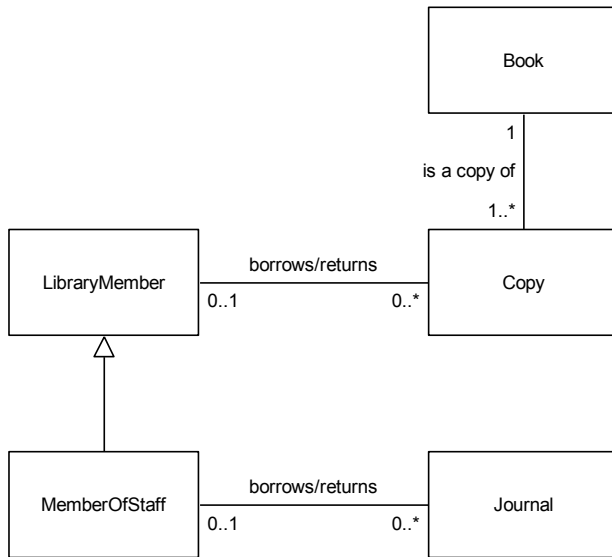 Book
1
is a copy of
1..*
LibraryMember
borrows/returns
0..1
0..*
Copy
MemberOfStaff
borrows/returns
0..1
0..*
Journal